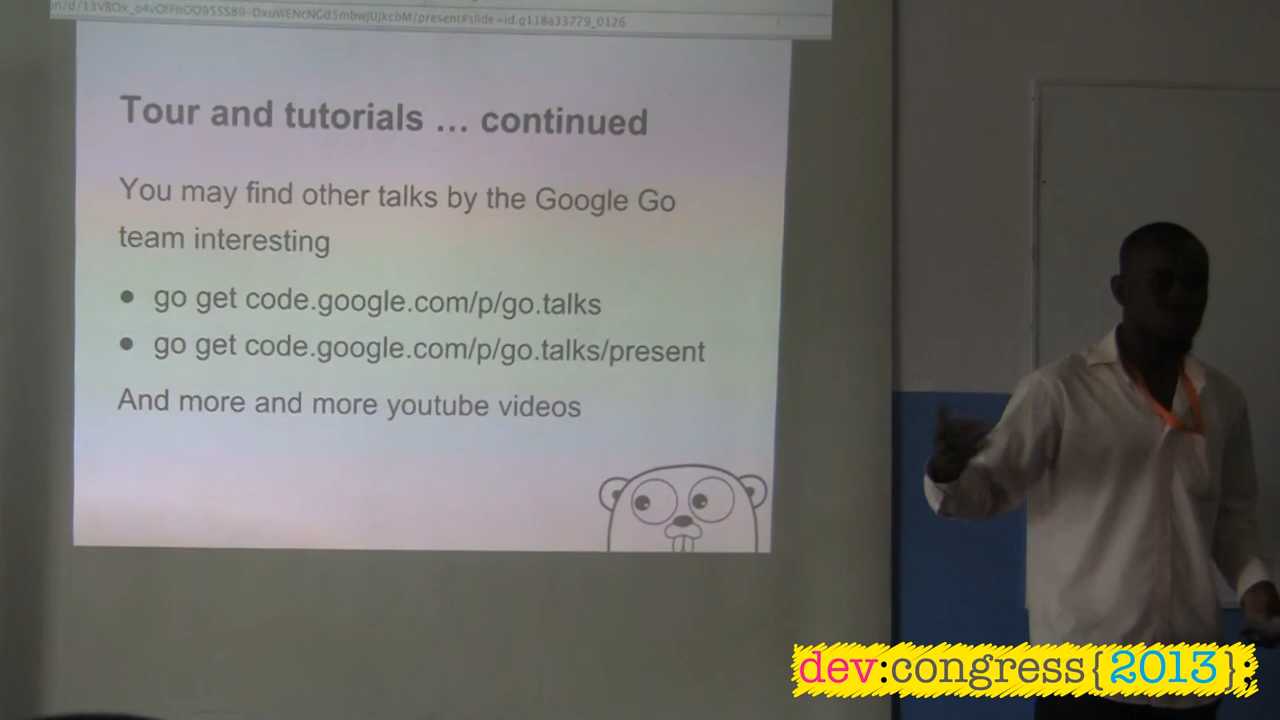 Tour and tutorials ... continued
You may find other talks by the Google Go
team interesting
● go get code.google.com/p/go.talks
● go get code.google.com/p/go.talks/present
And more and more youtube videos
dev:congress{2013};